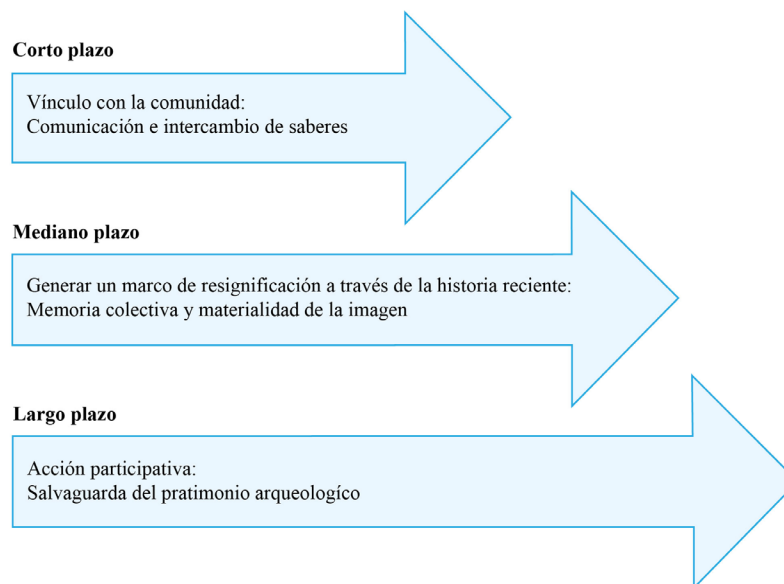 Corto plazo
Vínculo con la comunidad:
Comunicación e intercambio de saberes
Mediano plazo
Generar un marco de resignificación a través de la historia reciente:
Memoria colectiva y materialidad de la imagen
Largo plazo
Acción participativa:
Salvaguarda del pratimonio arqueologíco